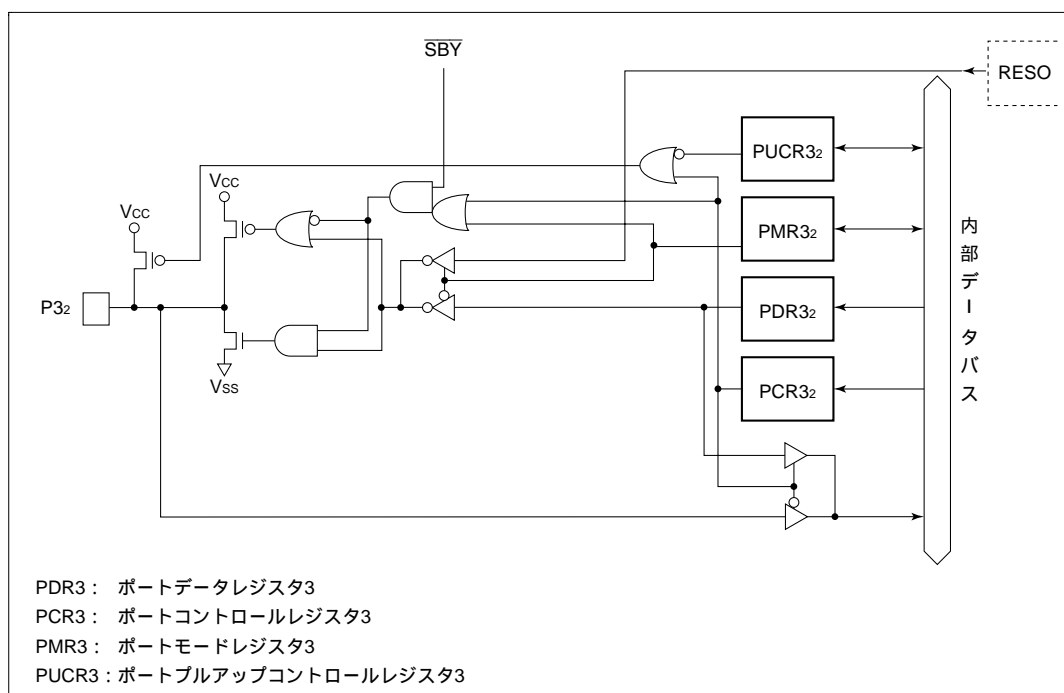 SBY
RESO
PUCR3₂
VCC
VCC
PMR3₂
内部データバス
P3₂
PDR3₂
VSS
PCR3₂
PDR3： ポートデータレジスタ3
PCR3： ポートコントロールレジスタ3
PMR3： ポートモードレジスタ3
PUCR3：ポートプルアップコントロールレジスタ3